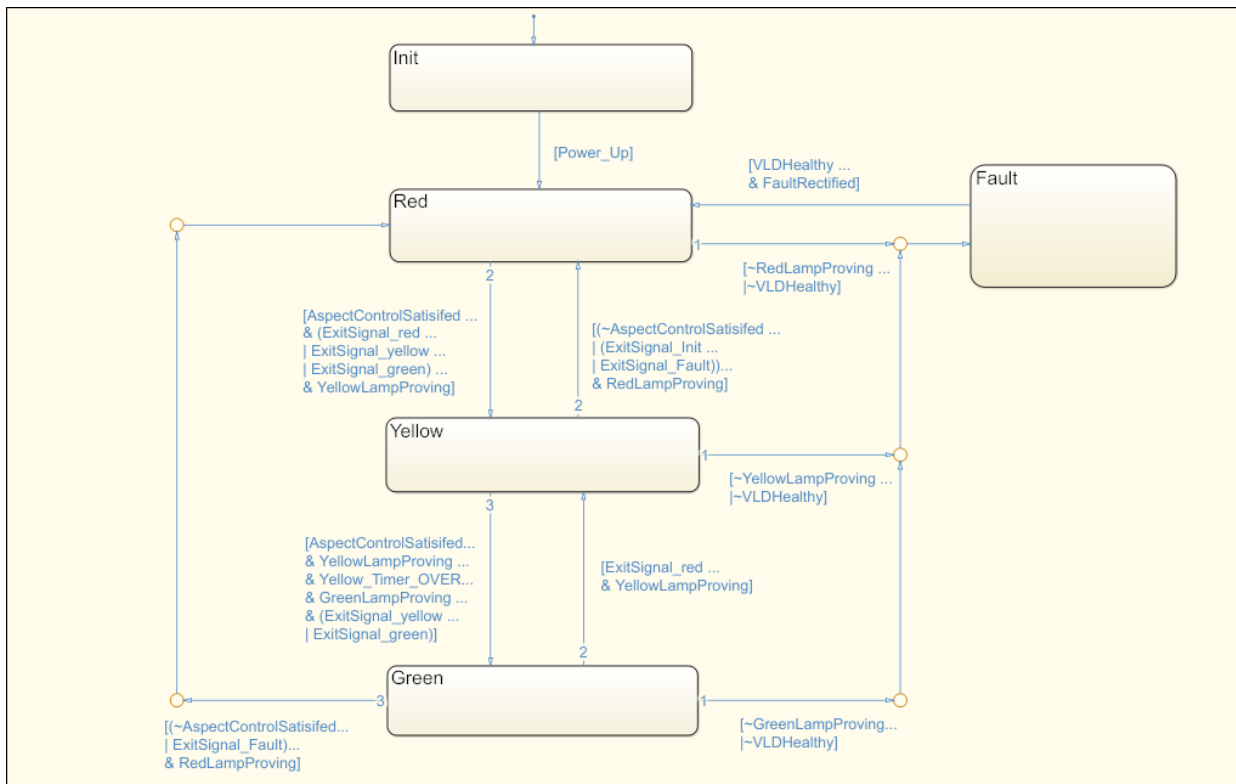 Init
[Power_Up]
[VLDHealthy ...
& FaultRectified]
Fault
Red
1
2
[~RedLampProving ...
|~VLDHealthy]
[AspectControlSatisifed ...
& (ExitSignal_red ...
| ExitSignal_yellow ...
| ExitSignal_green) ...
& YellowLampProving]
[(~AspectControlSatisifed ...
| (ExitSignal_Init ...
| ExitSignal_Fault))...
& RedLampProving]
2
Yellow
1
3
[~YellowLampProving ...
|~VLDHealthy]
[AspectControlSatisifed...
& YellowLampProving ...
& Yellow_Timer_OVER...
& GreenLampProving ...
& (ExitSignal_yellow ...
| ExitSignal_green)]
[ExitSignal_red ...
& YellowLampProving]
2
Green
3
1
[(~AspectControlSatisifed...
| ExitSignal_Fault)...
& RedLampProving]
[~GreenLampProving...
|~VLDHealthy]